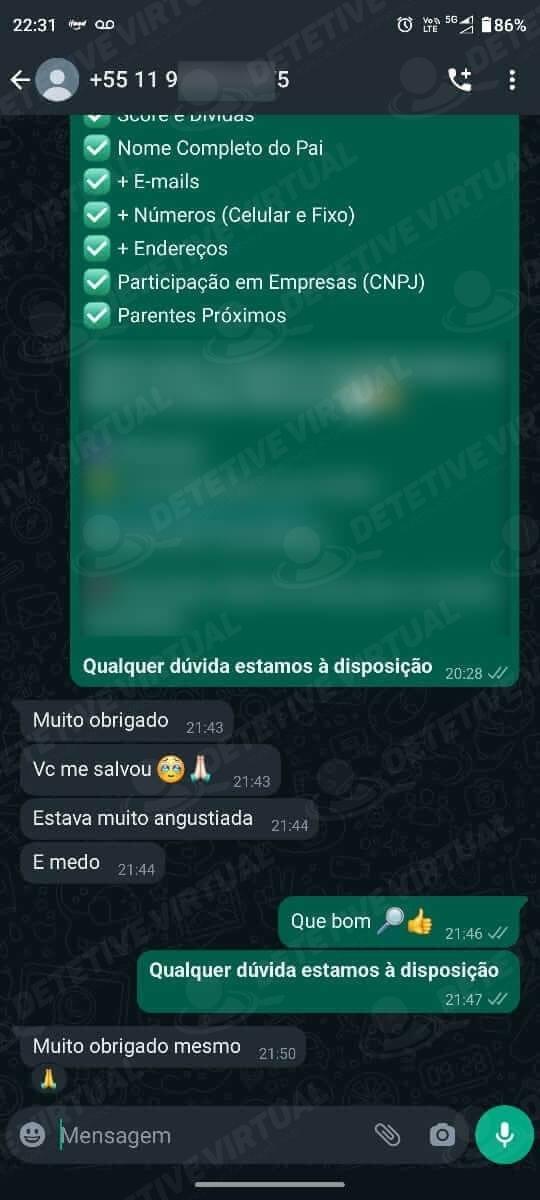 22:31
Vo))
LTE
5G
86%
+55 11 9 5
Score e Dívidas
✅ Nome Completo do Pai
✅ + E-mails
✅ + Números (Celular e Fixo)
✅ + Endereços
✅ Participação em Empresas (CNPJ)
✅ Parentes Próximos
Qualquer dúvida estamos à disposição 20:28
Muito obrigado 21:43
Vc me salvou 🥹🙏🏻 21:43
Estava muito angustiada 21:44
E medo 21:44
Que bom 🔎👍 21:46
Qualquer dúvida estamos à disposição
21:47
Muito obrigado mesmo 21:50
🙏
Mensagem
DETETIVE VIRTUAL